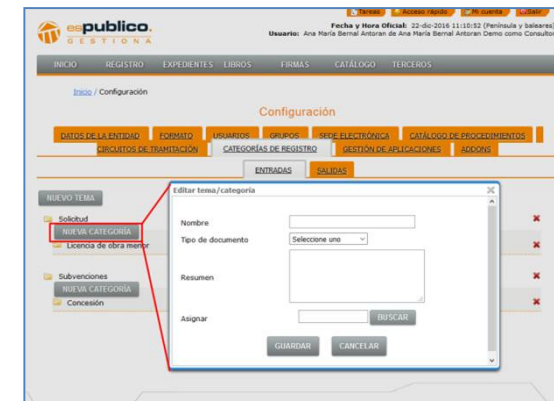 Tareas Acceso rápido Mi cuenta Salir
espublico.
GESTIONA
Fecha y Hora Oficial: 22-dic-2016 11:10:52 (Península y baleares)
Usuario: Ana María Bernal Antoran de Ana María Bernal Antoran Demo como Consultor
INICIO REGISTRO EXPEDIENTES LIBROS FIRMAS CATÁLOGO TERCEROS
Inicio / Configuración
Configuración
DATOS DE LA ENTIDAD FORMATO USUARIOS GRUPOS SEDE ELECTRÓNICA CATÁLOGO DE PROCEDIMIENTOS
CIRCUITOS DE TRAMITACIÓN CATEGORÍAS DE REGISTRO GESTIÓN DE APLICACIONES ADDONS
ENTRADAS SALIDAS
NUEVO TEMA
Solicitud
NUEVA CATEGORÍA
Licencia de obra menor
Subvenciones
NUEVA CATEGORÍA
Concesión
Editar tema/categoría
Nombre
Tipo de documento Seleccione uno
Resumen
Asignar BUSCAR
GUARDAR CANCELAR